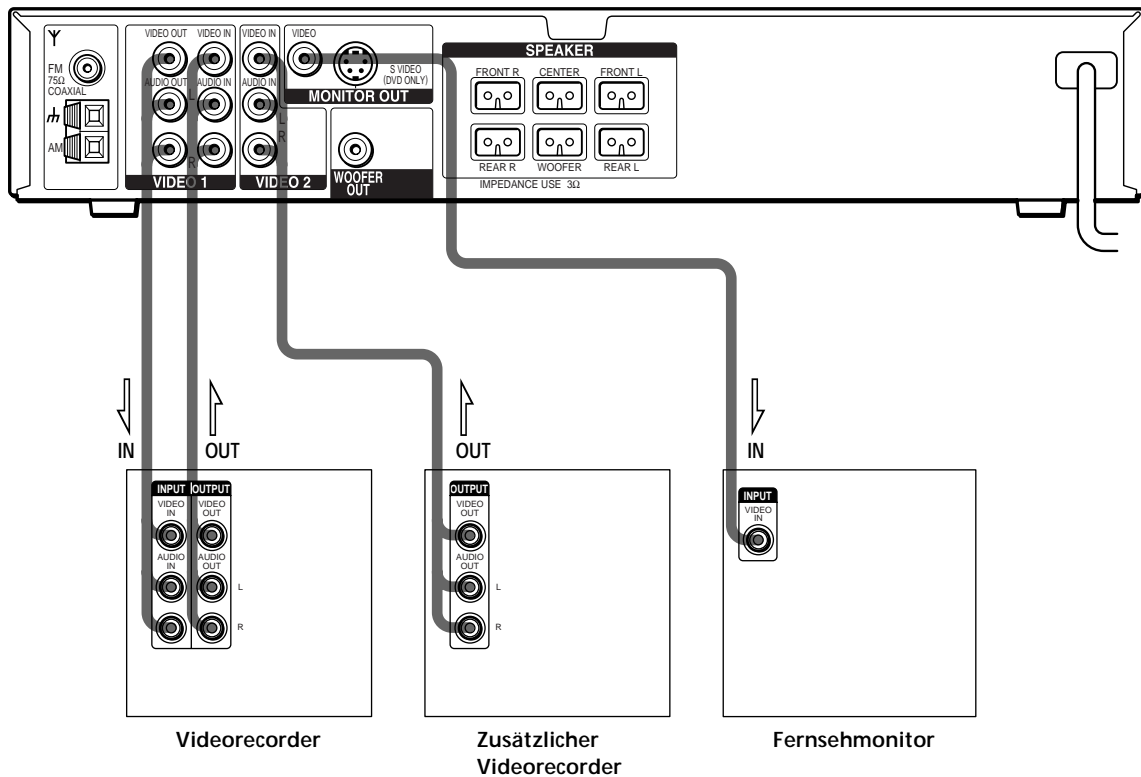 VIDEO OUT VIDEO IN VIDEO IN VIDEO
FM
75Ω
COAXIAL
S VIDEO
(DVD ONLY)
AUDIO OUT AUDIO IN AUDIO IN
MONITOR OUT
L L
R R
AM
VIDEO 1 VIDEO 2
WOOFER
OUT
SPEAKER
FRONT R CENTER FRONT L
REAR R WOOFER REAR L
IMPEDANCE USE 3Ω
IN OUT OUT IN
INPUT OUTPUT
VIDEO
IN
VIDEO
OUT
AUDIO
IN
AUDIO
OUT
L
R
OUTPUT
VIDEO
OUT
AUDIO
OUT
L
R
INPUT
VIDEO
IN
Videorecorder
Zusätzlicher
Videorecorder
Fernsehmonitor